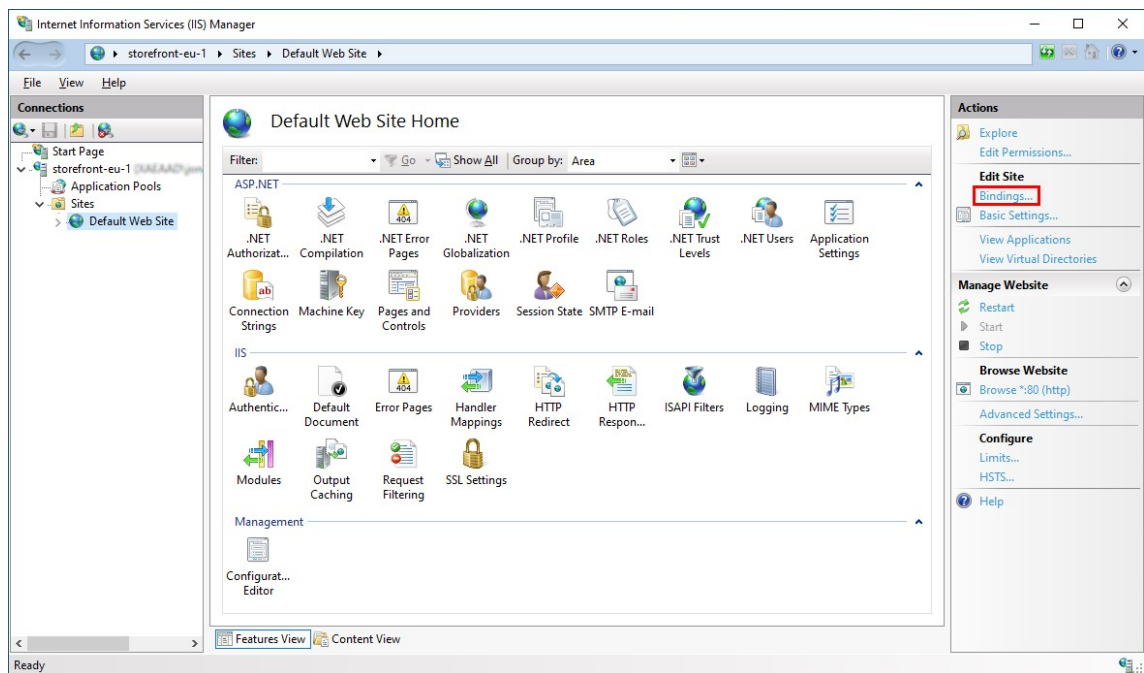 Internet Information Services (IIS) Manager
storefront-eu-1 Sites Default Web Site
File View Help
Connections
Start Page
storefront-eu-1
Application Pools
Sites
Default Web Site
Default Web Site Home
Filter: Go Show All Group by: Area
ASP.NET
.NET Authorizat...
.NET Compilation
.NET Error Pages
.NET Globalization
.NET Profile
.NET Roles
.NET Trust Levels
.NET Users
Application Settings
Connection Strings
Machine Key
Pages and Controls
Providers
Session State
SMTP E-mail
IIS
Authentic...
Default Document
Error Pages
Handler Mappings
HTTP Redirect
HTTP Respon...
ISAPI Filters
Logging
MIME Types
Modules
Output Caching
Request Filtering
SSL Settings
Management
Configurat... Editor
Features View Content View
Actions
Explore
Edit Permissions...
Edit Site
Bindings...
Basic Settings...
View Applications
View Virtual Directories
Manage Website
Restart
Start
Stop
Browse Website
Browse *:80 (http)
Advanced Settings...
Configure
Limits...
HSTS...
Help
Ready